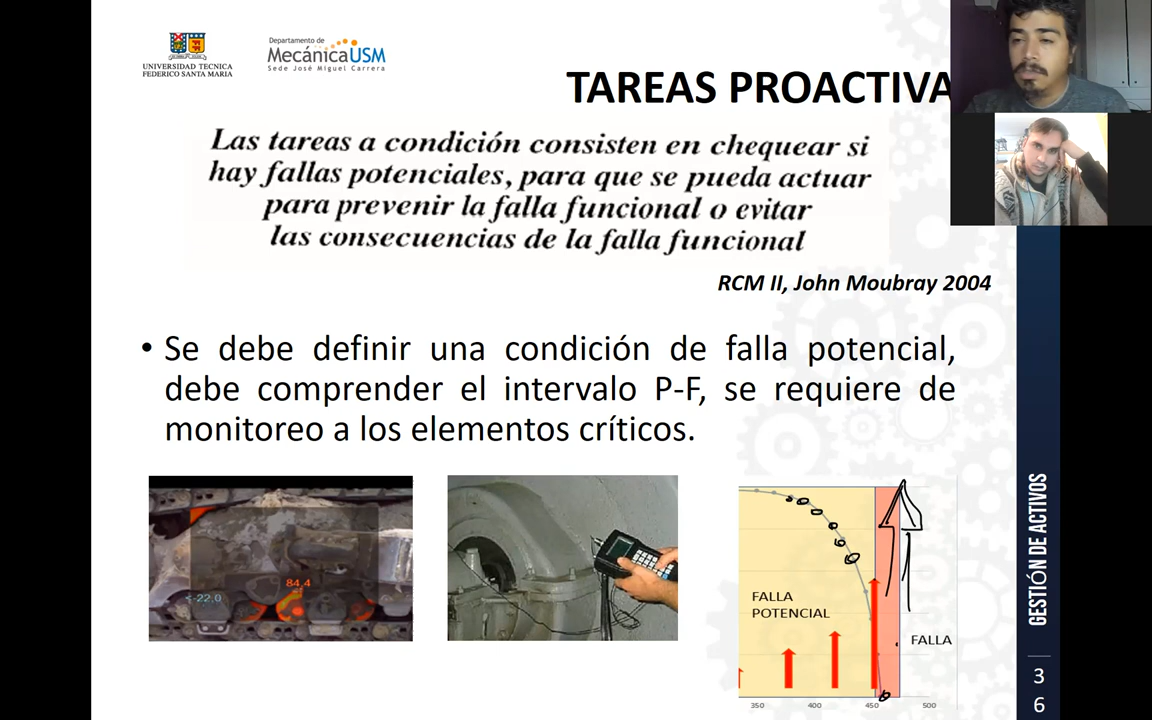 UNIVERSIDAD TECNICA
FEDERICO SANTA MARIA
Departamento de
MecánicaUSM
Sede José Miguel Carrera
TAREAS PROACTIVA
Las tareas a condición consisten en chequear si
hay fallas potenciales, para que se pueda actuar
para prevenir la falla funcional o evitar
las consecuencias de la falla funcional
RCM II, John Moubray 2004
• Se debe definir una condición de falla potencial,
debe comprender el intervalo P-F, se requiere de
monitoreo a los elementos críticos.
84,4
<-22,0
FALLA
POTENCIAL
FALLA
350 400 450 500
GESTIÓN DE ACTIVOS
3
6